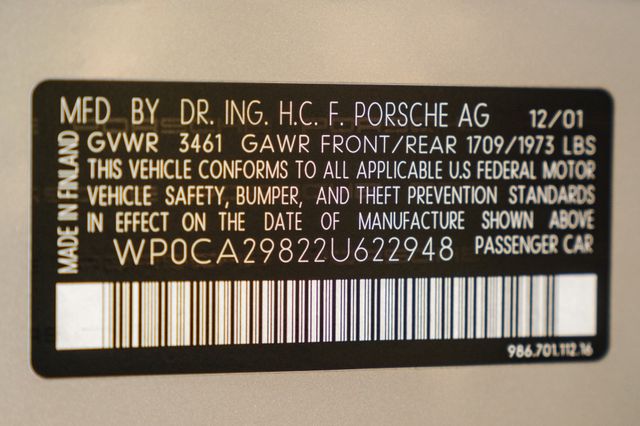 MFD BY DR. ING. H.C. F. PORSCHE AG 12/01
GVWR 3461 GAWR FRONT/REAR 1709/1973 LBS
THIS VEHICLE CONFORMS TO ALL APPLICABLE U.S FEDERAL MOTOR
VEHICLE SAFETY, BUMPER, AND THEFT PREVENTION STANDARDS
IN EFFECT ON THE DATE OF MANUFACTURE SHOWN ABOVE
WP0CA29822U622948 PASSENGER CAR
MADE IN FINLAND
986.701.112.16